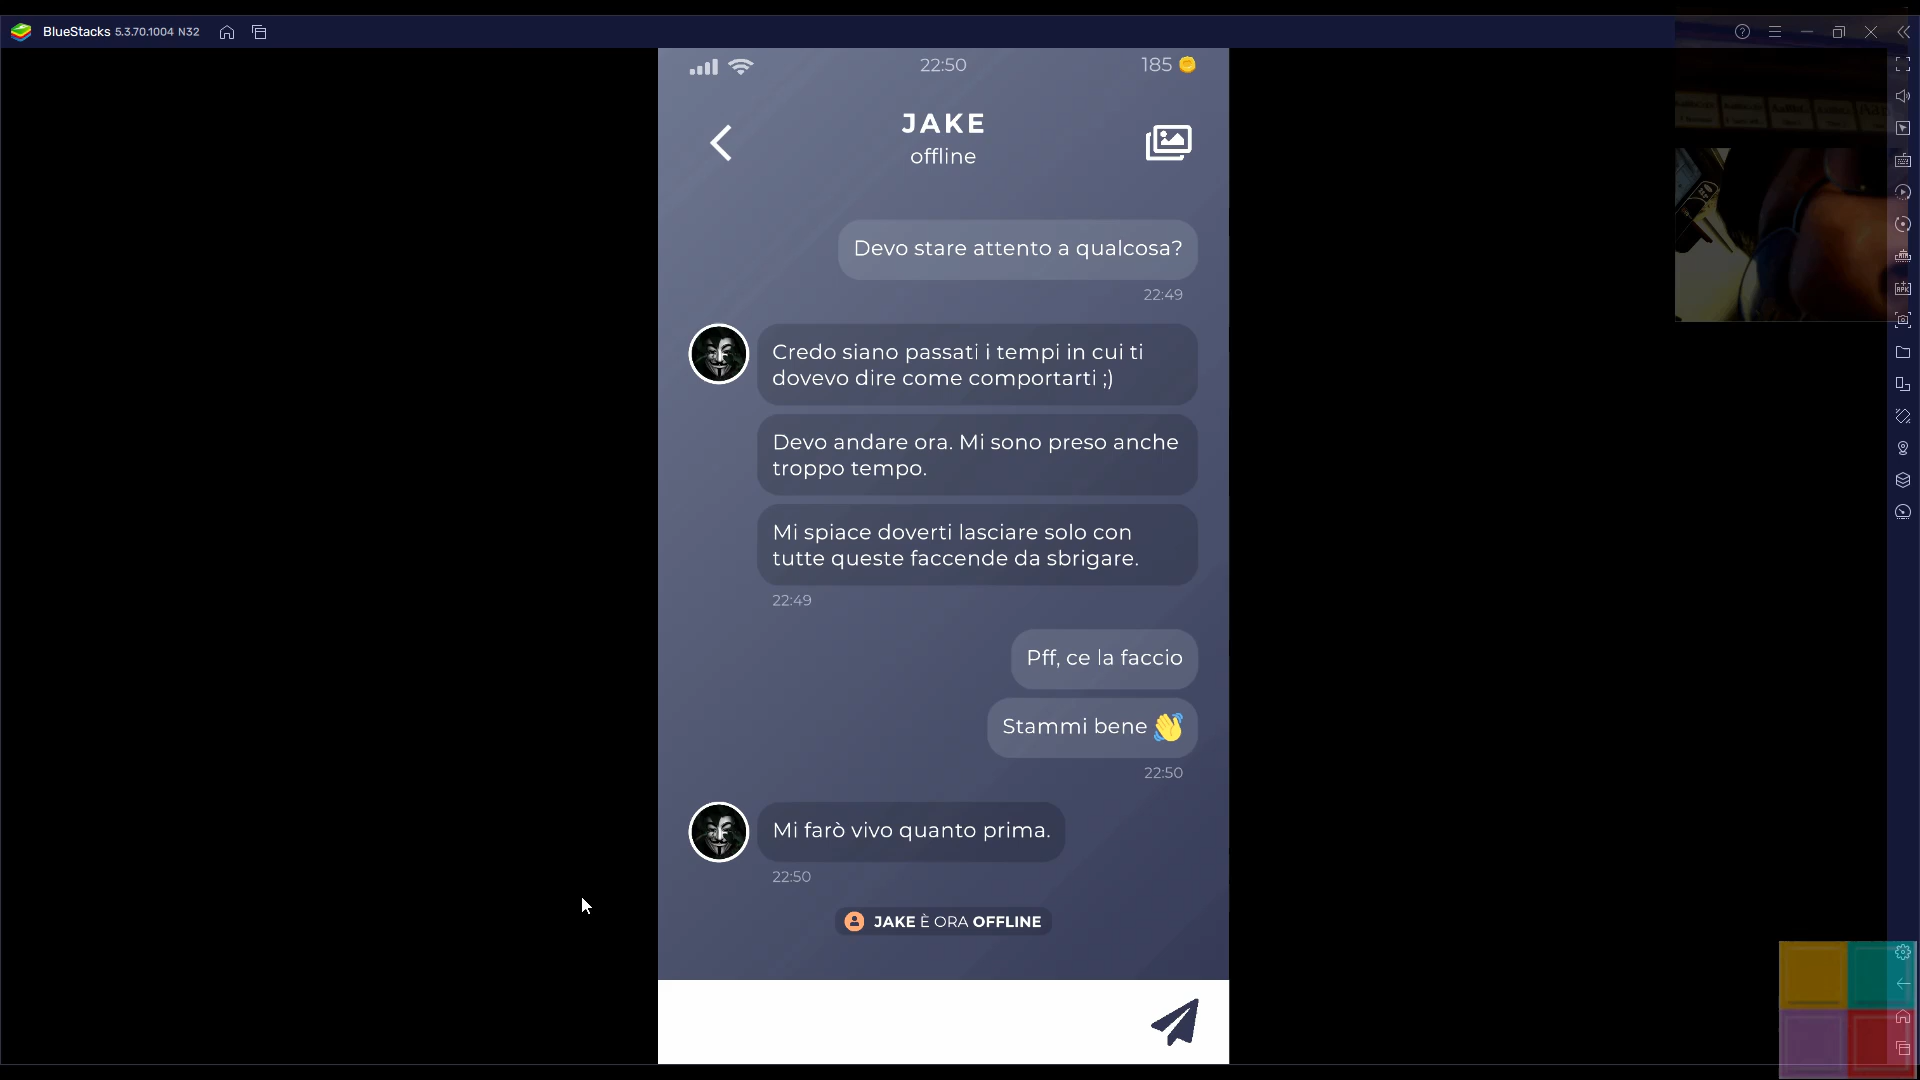 BlueStacks 5.3.70.1004 N32
22:50
185
JAKE
offline
Devo stare attento a qualcosa?
22:49
Credo siano passati i tempi in cui ti
dovevo dire come comportarti ;)
Devo andare ora. Mi sono preso anche
troppo tempo.
Mi spiace doverti lasciare solo con
tutte queste faccende da sbrigare.
22:49
Pff, ce la faccio
Stammi bene 👋
22:50
Mi farò vivo quanto prima.
22:50
JAKE È ORA OFFLINE